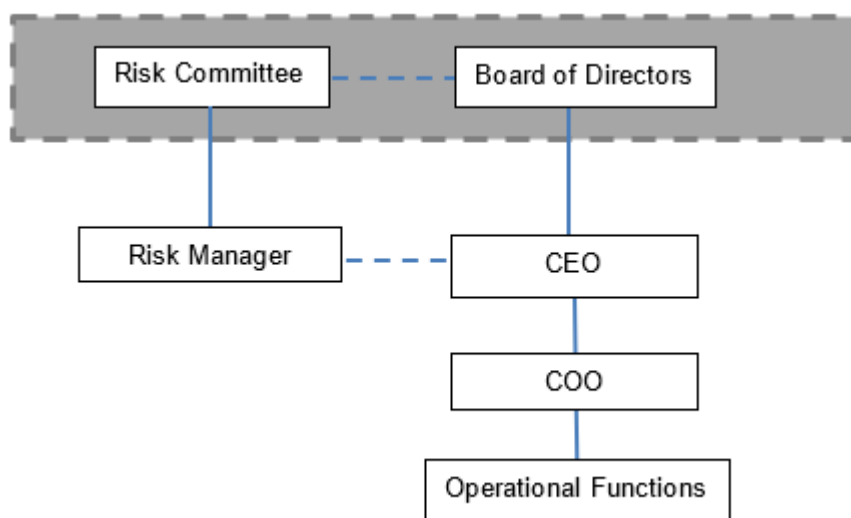 Risk Committee
Board of Directors
Risk Manager
CEO
COO
Operational Functions